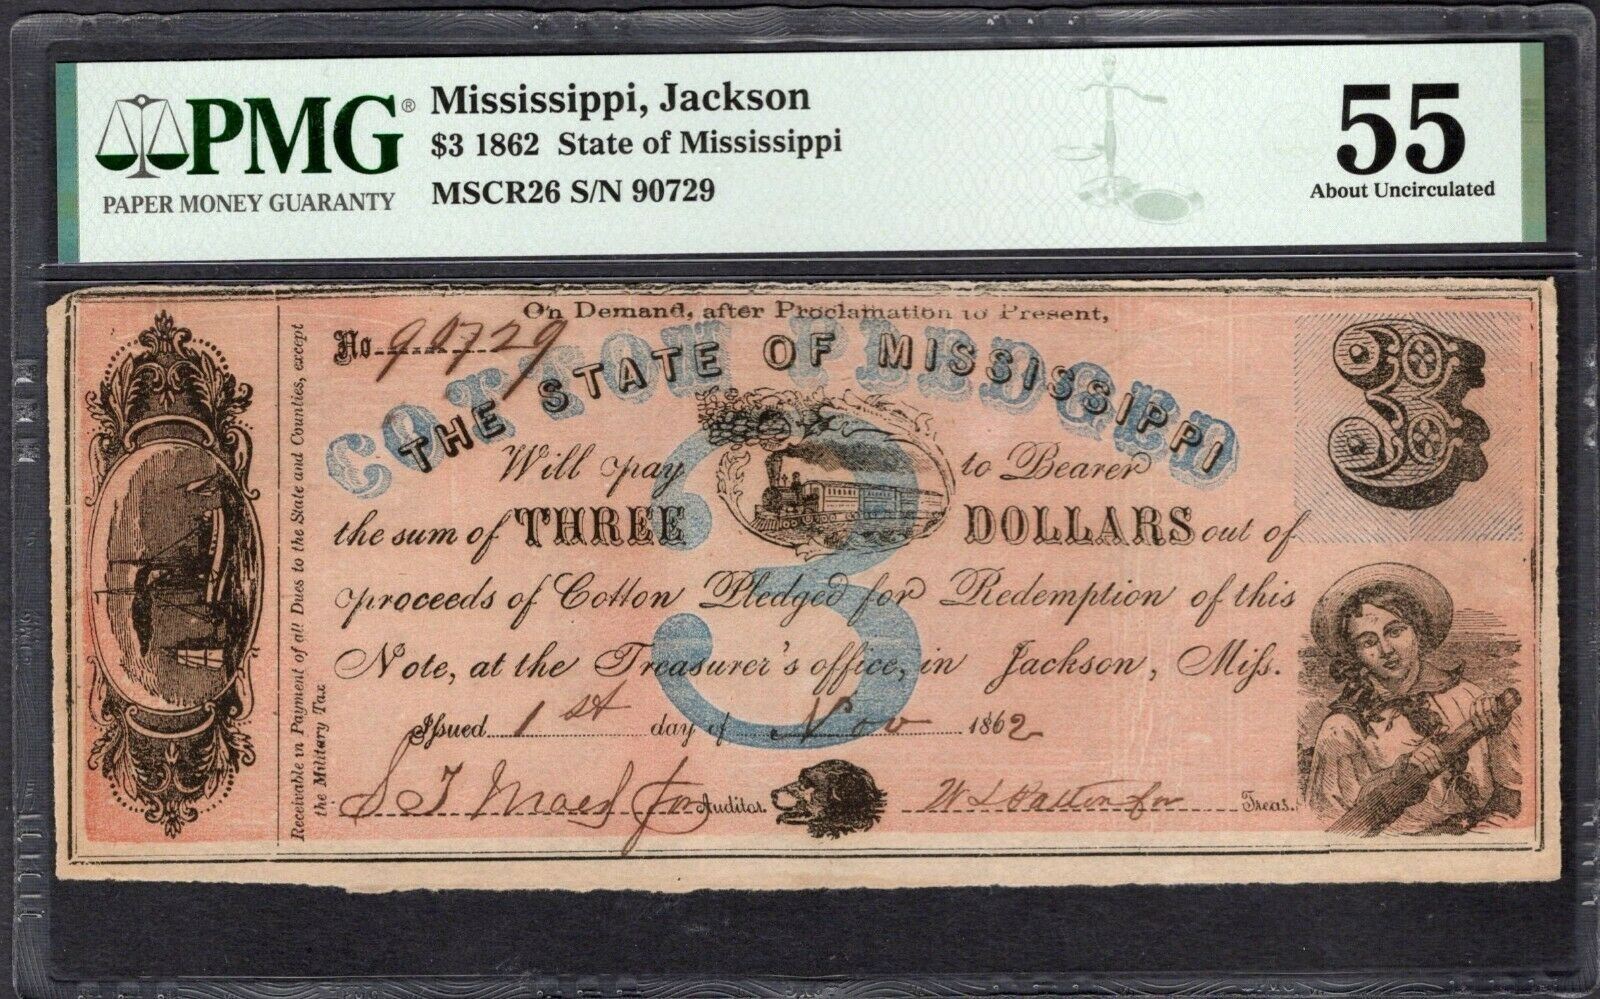 PMG®
PAPER MONEY GUARANTY
Mississippi, Jackson
$3 1862 State of Mississippi
MSCR26 S/N 90729
55
About Uncirculated
On Demand, after Proclamation to Present,
No. 90729
COTTON PLEDGED
THE STATE OF MISSISSIPPI
Will pay to Bearer
the sum of THREE DOLLARS out of
proceeds of Cotton Pledged for Redemption of this
Note, at the Treasurer's office, in Jackson, Miss.
Issued 1st day of Nov 1862
for Auditor. for Treas.
3
3
Receivable in Payment of all Dues to the State and Counties, except
the Military Tax